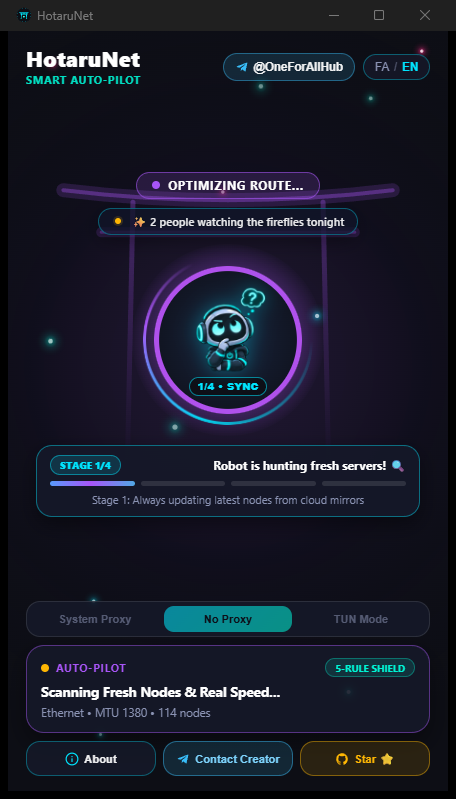 HotaruNet
HotaruNet
SMART AUTO-PILOT
@OneForAllHub
FA / EN
OPTIMIZING ROUTE...
✨ 2 people watching the fireflies tonight
?
1/4 • SYNC
STAGE 1/4
Robot is hunting fresh servers! 🔍
Stage 1: Always updating latest nodes from cloud mirrors
System Proxy
No Proxy
TUN Mode
AUTO-PILOT
5-RULE SHIELD
Scanning Fresh Nodes & Real Speed...
Ethernet • MTU 1380 • 114 nodes
About
Contact Creator
Star ⭐